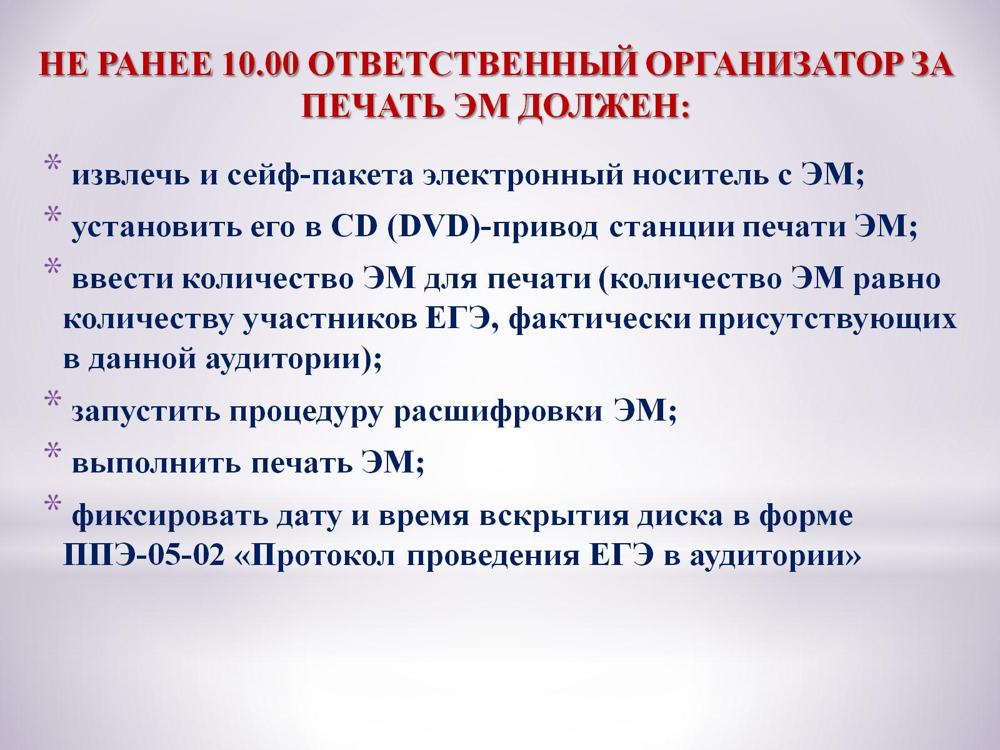 НЕ РАНЕЕ 10.00 ОТВЕТСТВЕННЫЙ ОРГАНИЗАТОР ЗА
ПЕЧАТЬ ЭМ ДОЛЖЕН:
* извлечь и сейф-пакета электронный носитель с ЭМ;
* установить его в CD (DVD)-привод станции печати ЭМ;
* ввести количество ЭМ для печати (количество ЭМ равно
количеству участников ЕГЭ, фактически присутствующих
в данной аудитории);
* запустить процедуру расшифровки ЭМ;
* выполнить печать ЭМ;
* фиксировать дату и время вскрытия диска в форме
ППЭ-05-02 «Протокол проведения ЕГЭ в аудитории»